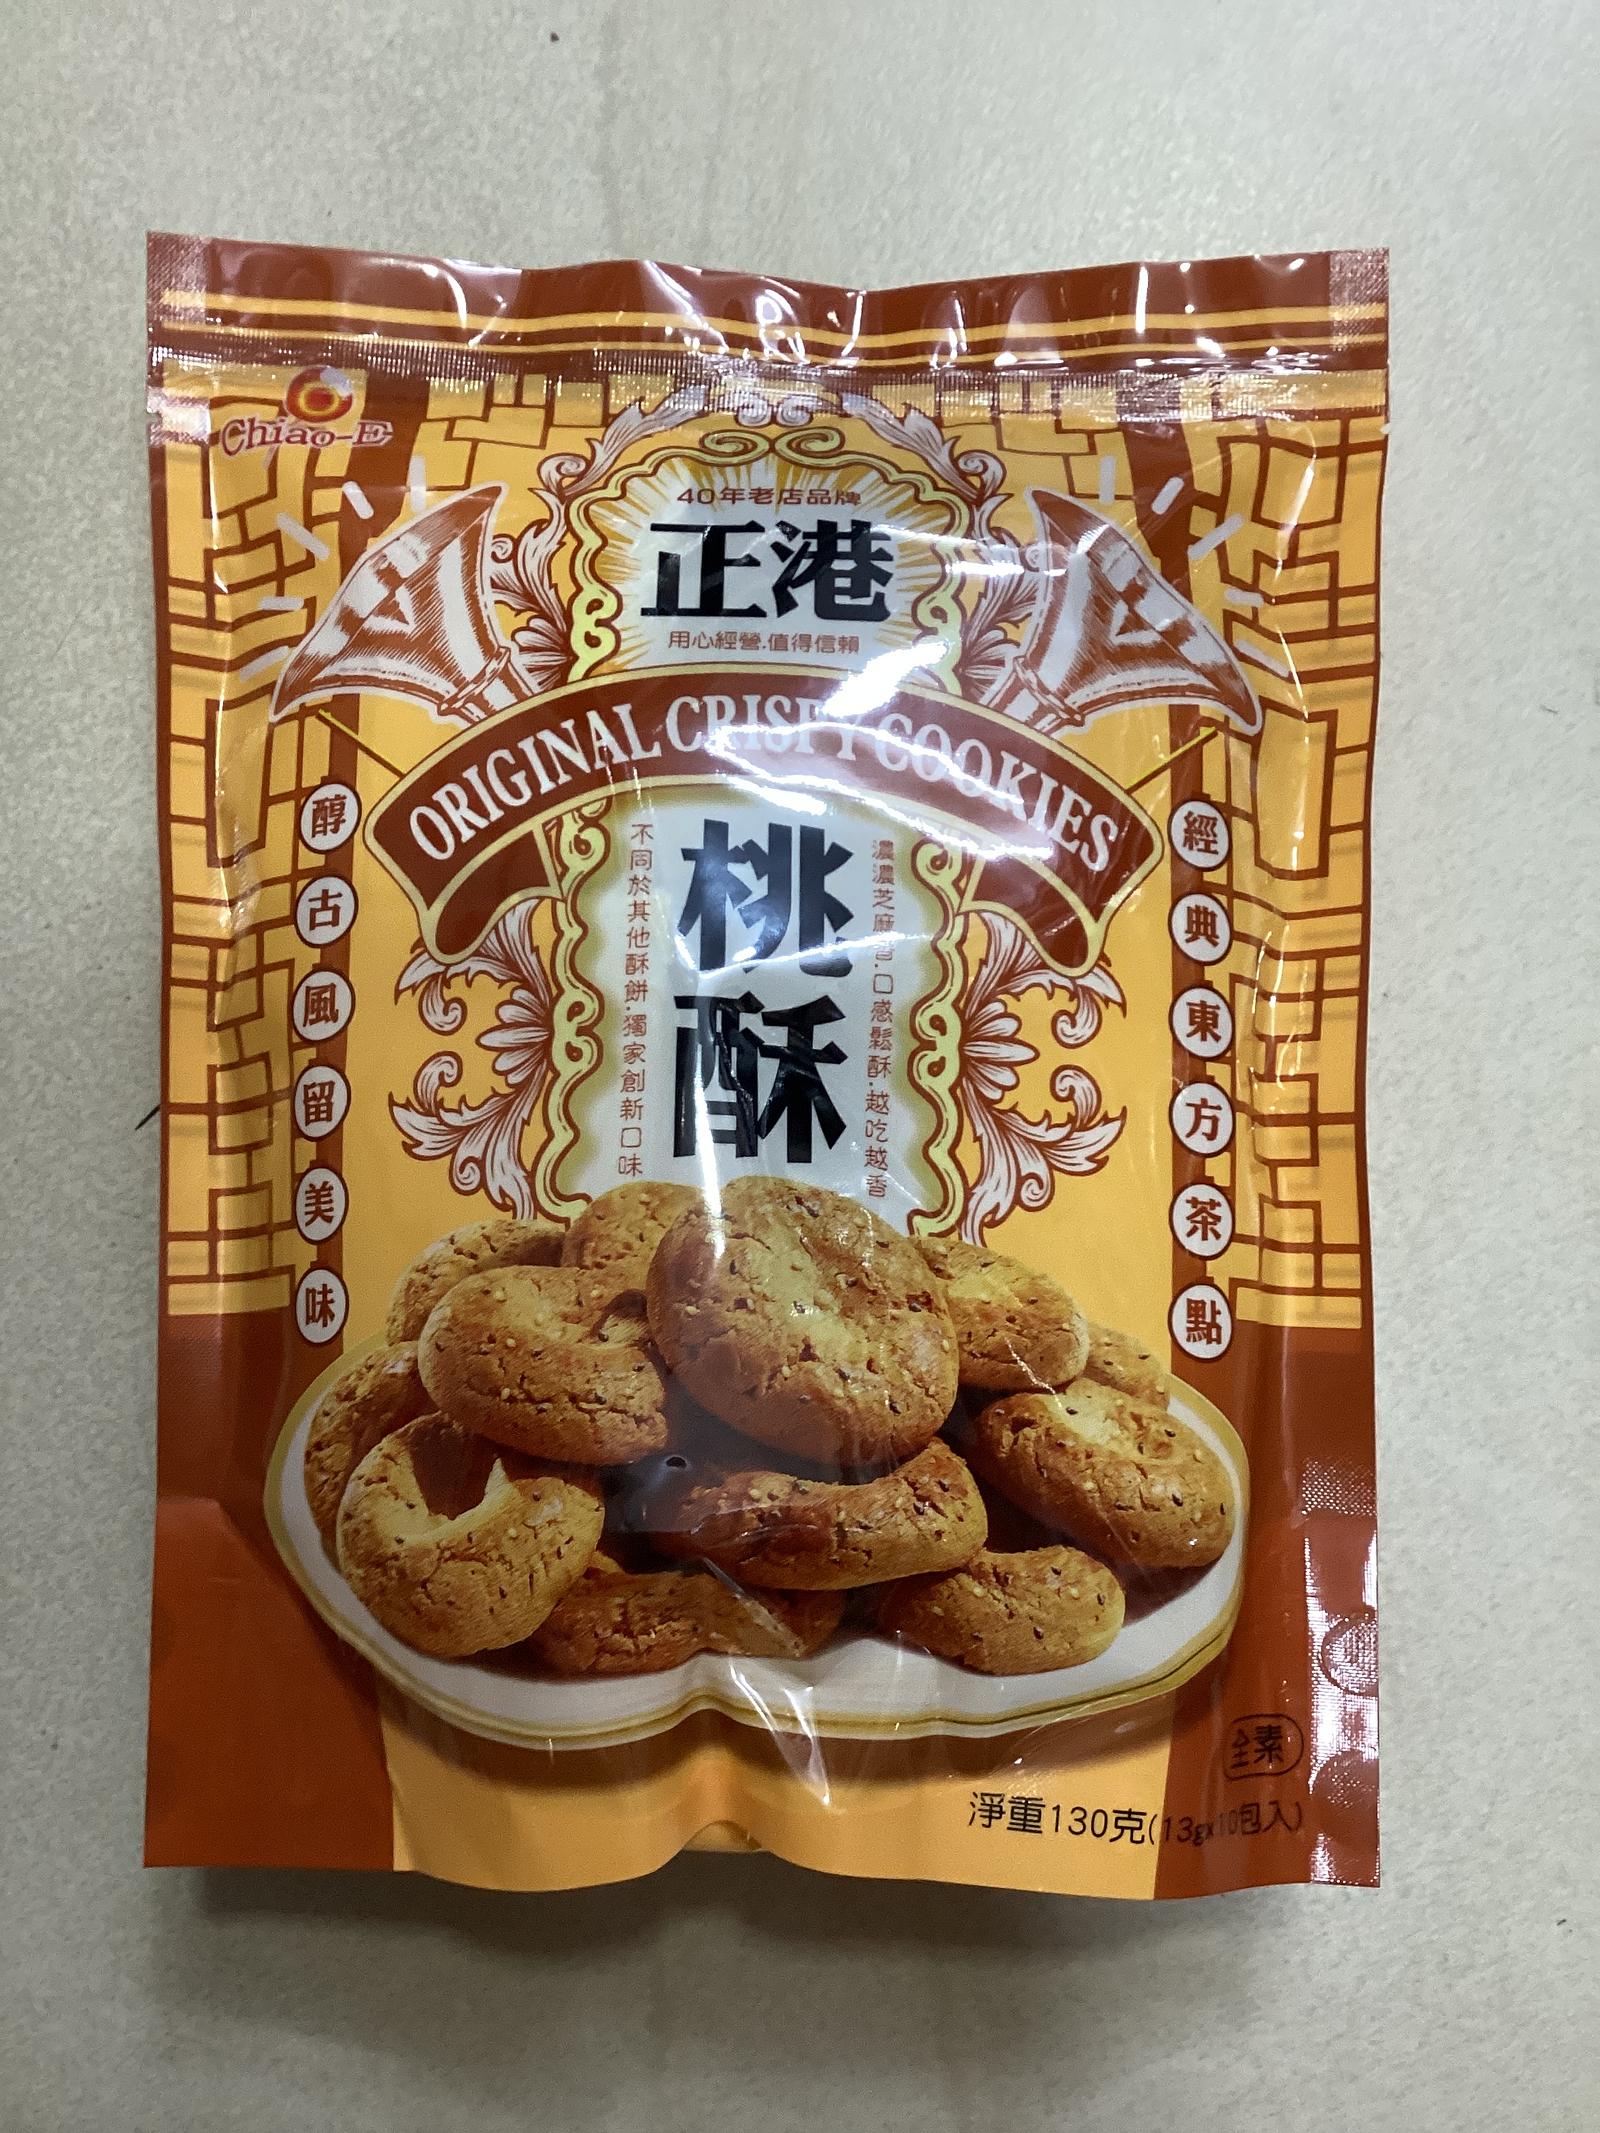 Chiao-E
40年老店品牌
正港
用心經營.值得信賴
ORIGINAL CRISPY COOKIES
桃酥
濃濃芝麻香.口感鬆酥.越吃越香
不同於其他酥餅.獨家創新口味
經典東方茶點
醇古風留美味
全素
淨重130克(13gx10包入)